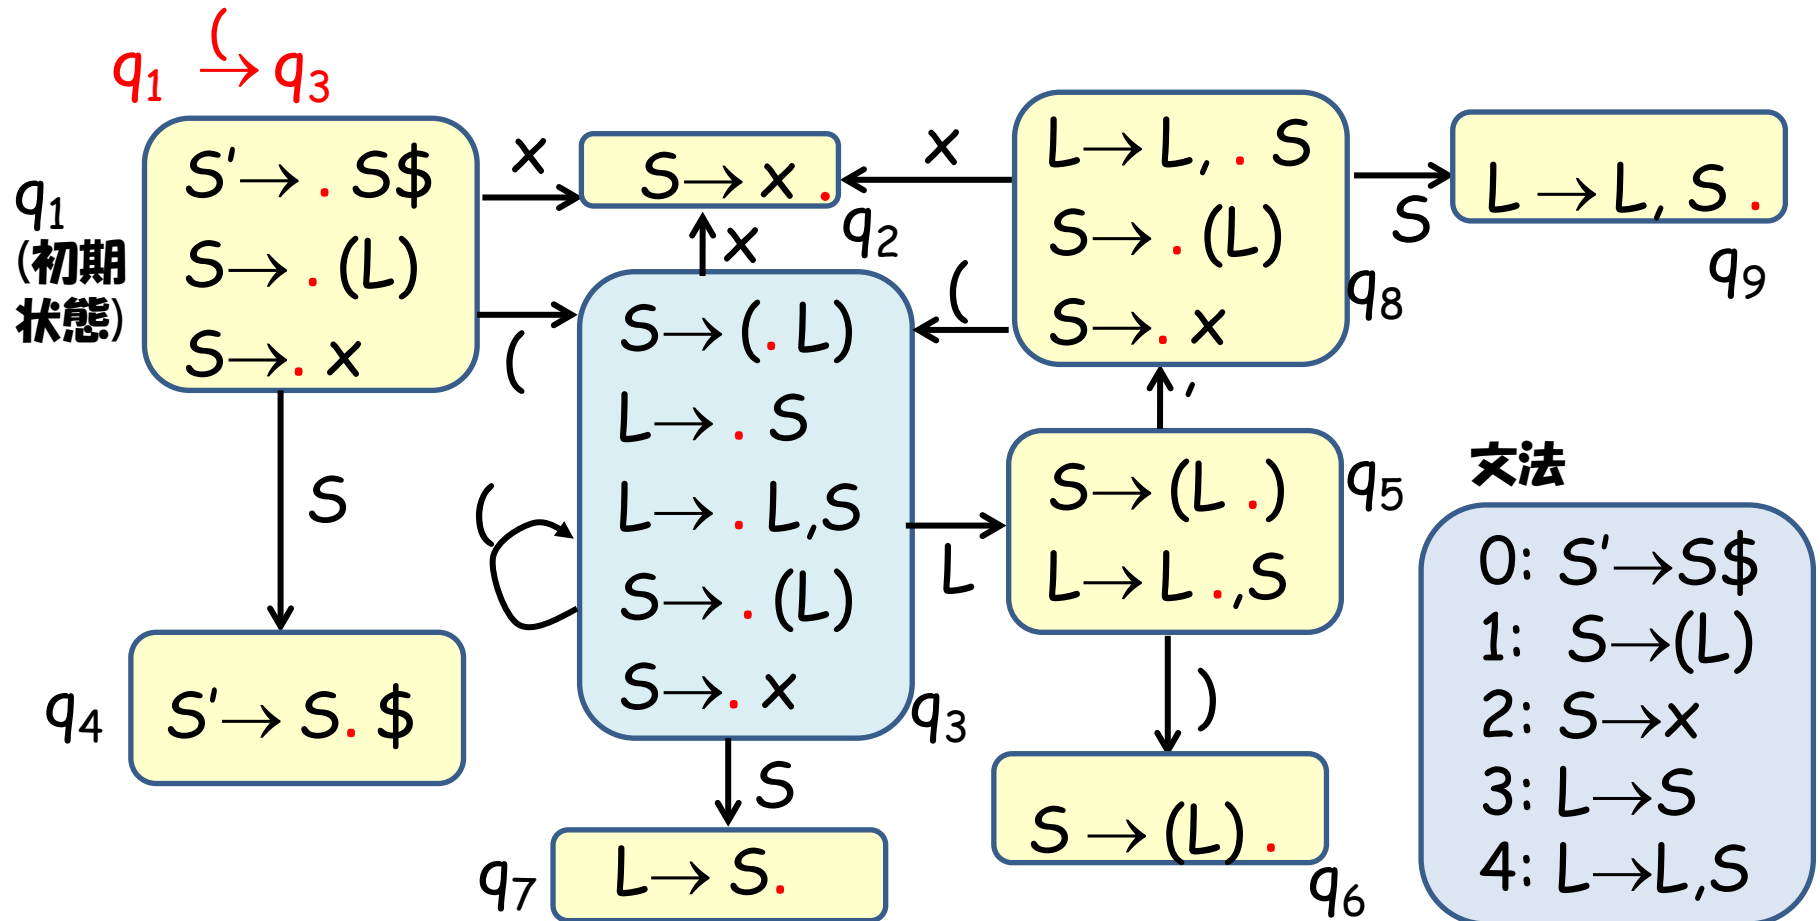 q1 ( → q3
q1
(初期
状態)
S'→ . S$
S→ . (L)
S→. x
x
(
S
q4
S'→ S. $
S→ x .
q2
x
S→(. L)
L→ . S
L→ . L,S
S→ . (L)
S→. x
q3
(
S
q7
L→ S.
L
x
(
L→ L, . S
S→ . (L)
S→. x
q8
S
L → L, S .
q9
,
S→(L .)
L→ L .,S
q5
)
S →(L) .
q6
文法
0: S'→S$
1: S→(L)
2: S→x
3: L→S
4: L→L,S